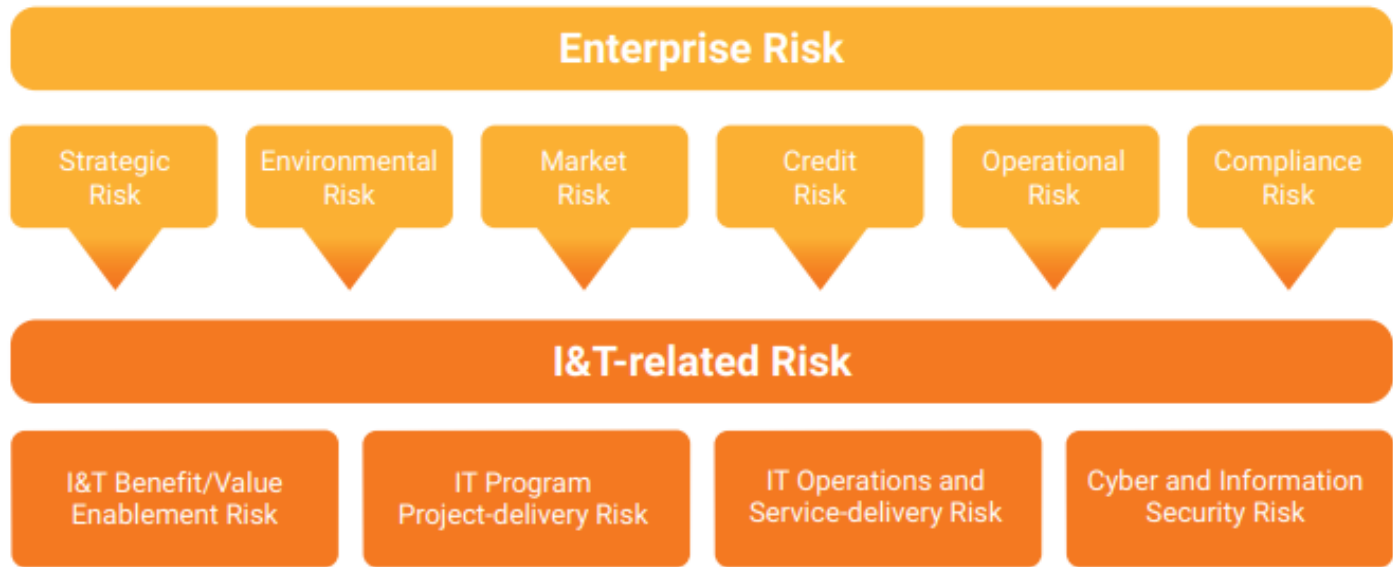 Enterprise Risk
Strategic
Risk
Environmental
Risk
Market
Risk
Credit
Risk
Operational
Risk
Compliance
Risk
I&T-related Risk
I&T Benefit/Value
Enablement Risk
IT Program
Project-delivery Risk
IT Operations and
Service-delivery Risk
Cyber and Information
Security Risk